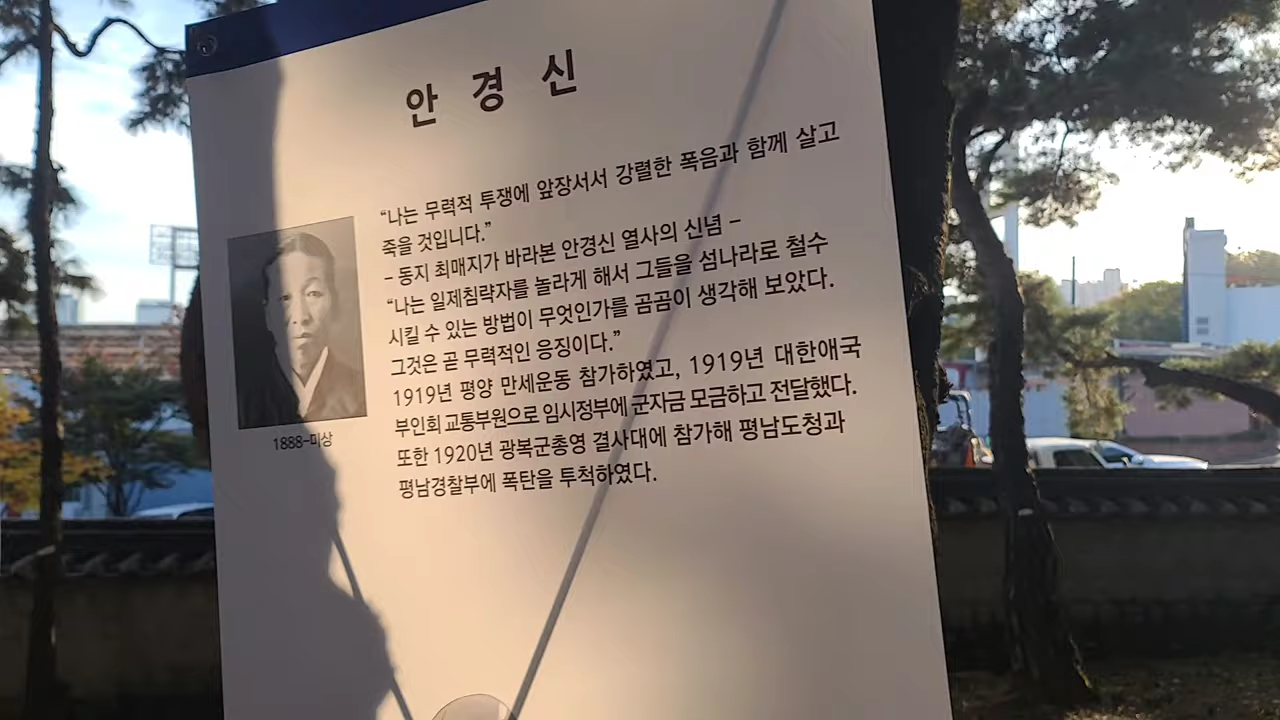 안 경 신
“나는 무력적 투쟁에 앞장서서 강렬한 폭음과 함께 살고
죽을 것입니다.”
- 동지 최매지가 바라본 안경신 열사의 신념 -
“나는 일제침략자를 놀라게 해서 그들을 섬나라로 철수
시킬 수 있는 방법이 무엇인가를 곰곰이 생각해 보았다.
그것은 곧 무력적인 응징이다.”
1919년 평양 만세운동 참가하였고, 1919년 대한애국
부인회 교통부원으로 임시정부에 군자금 모금하고 전달했다.
또한 1920년 광복군총영 결사대에 참가해 평남도청과
평남경찰부에 폭탄을 투척하였다.
1888-미상